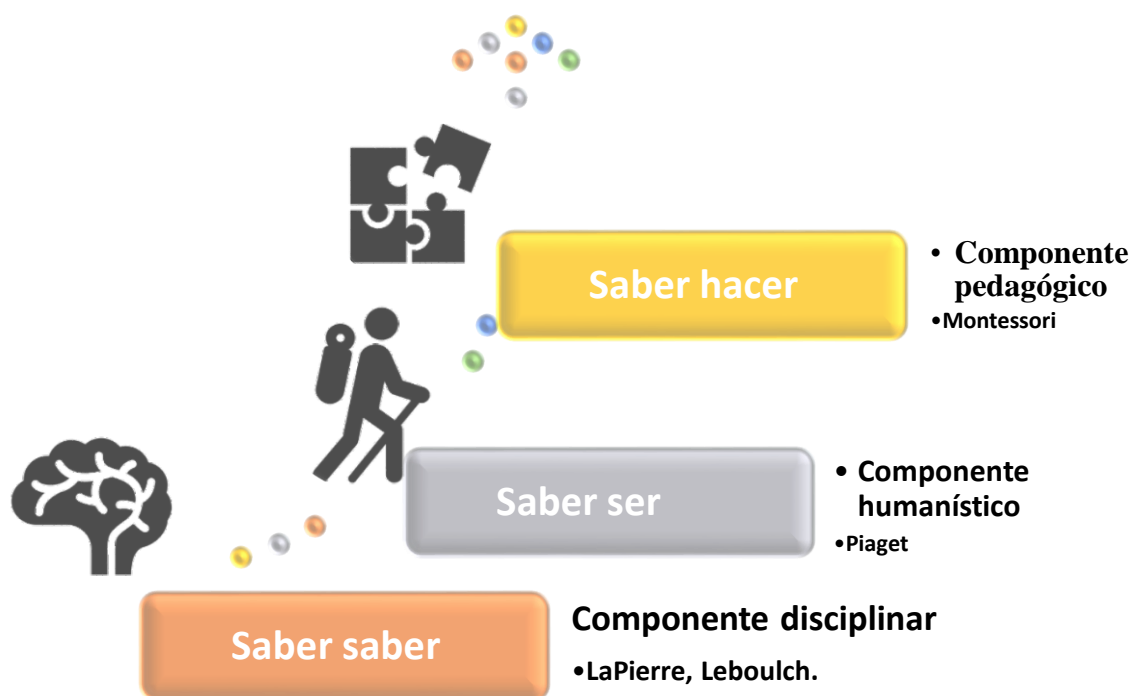 Saber hacer
• Componente
pedagógico
•Montessori
Saber ser
• Componente
humanístico
•Piaget
Saber saber
Componente disciplinar
•LaPierre, Leboulch.